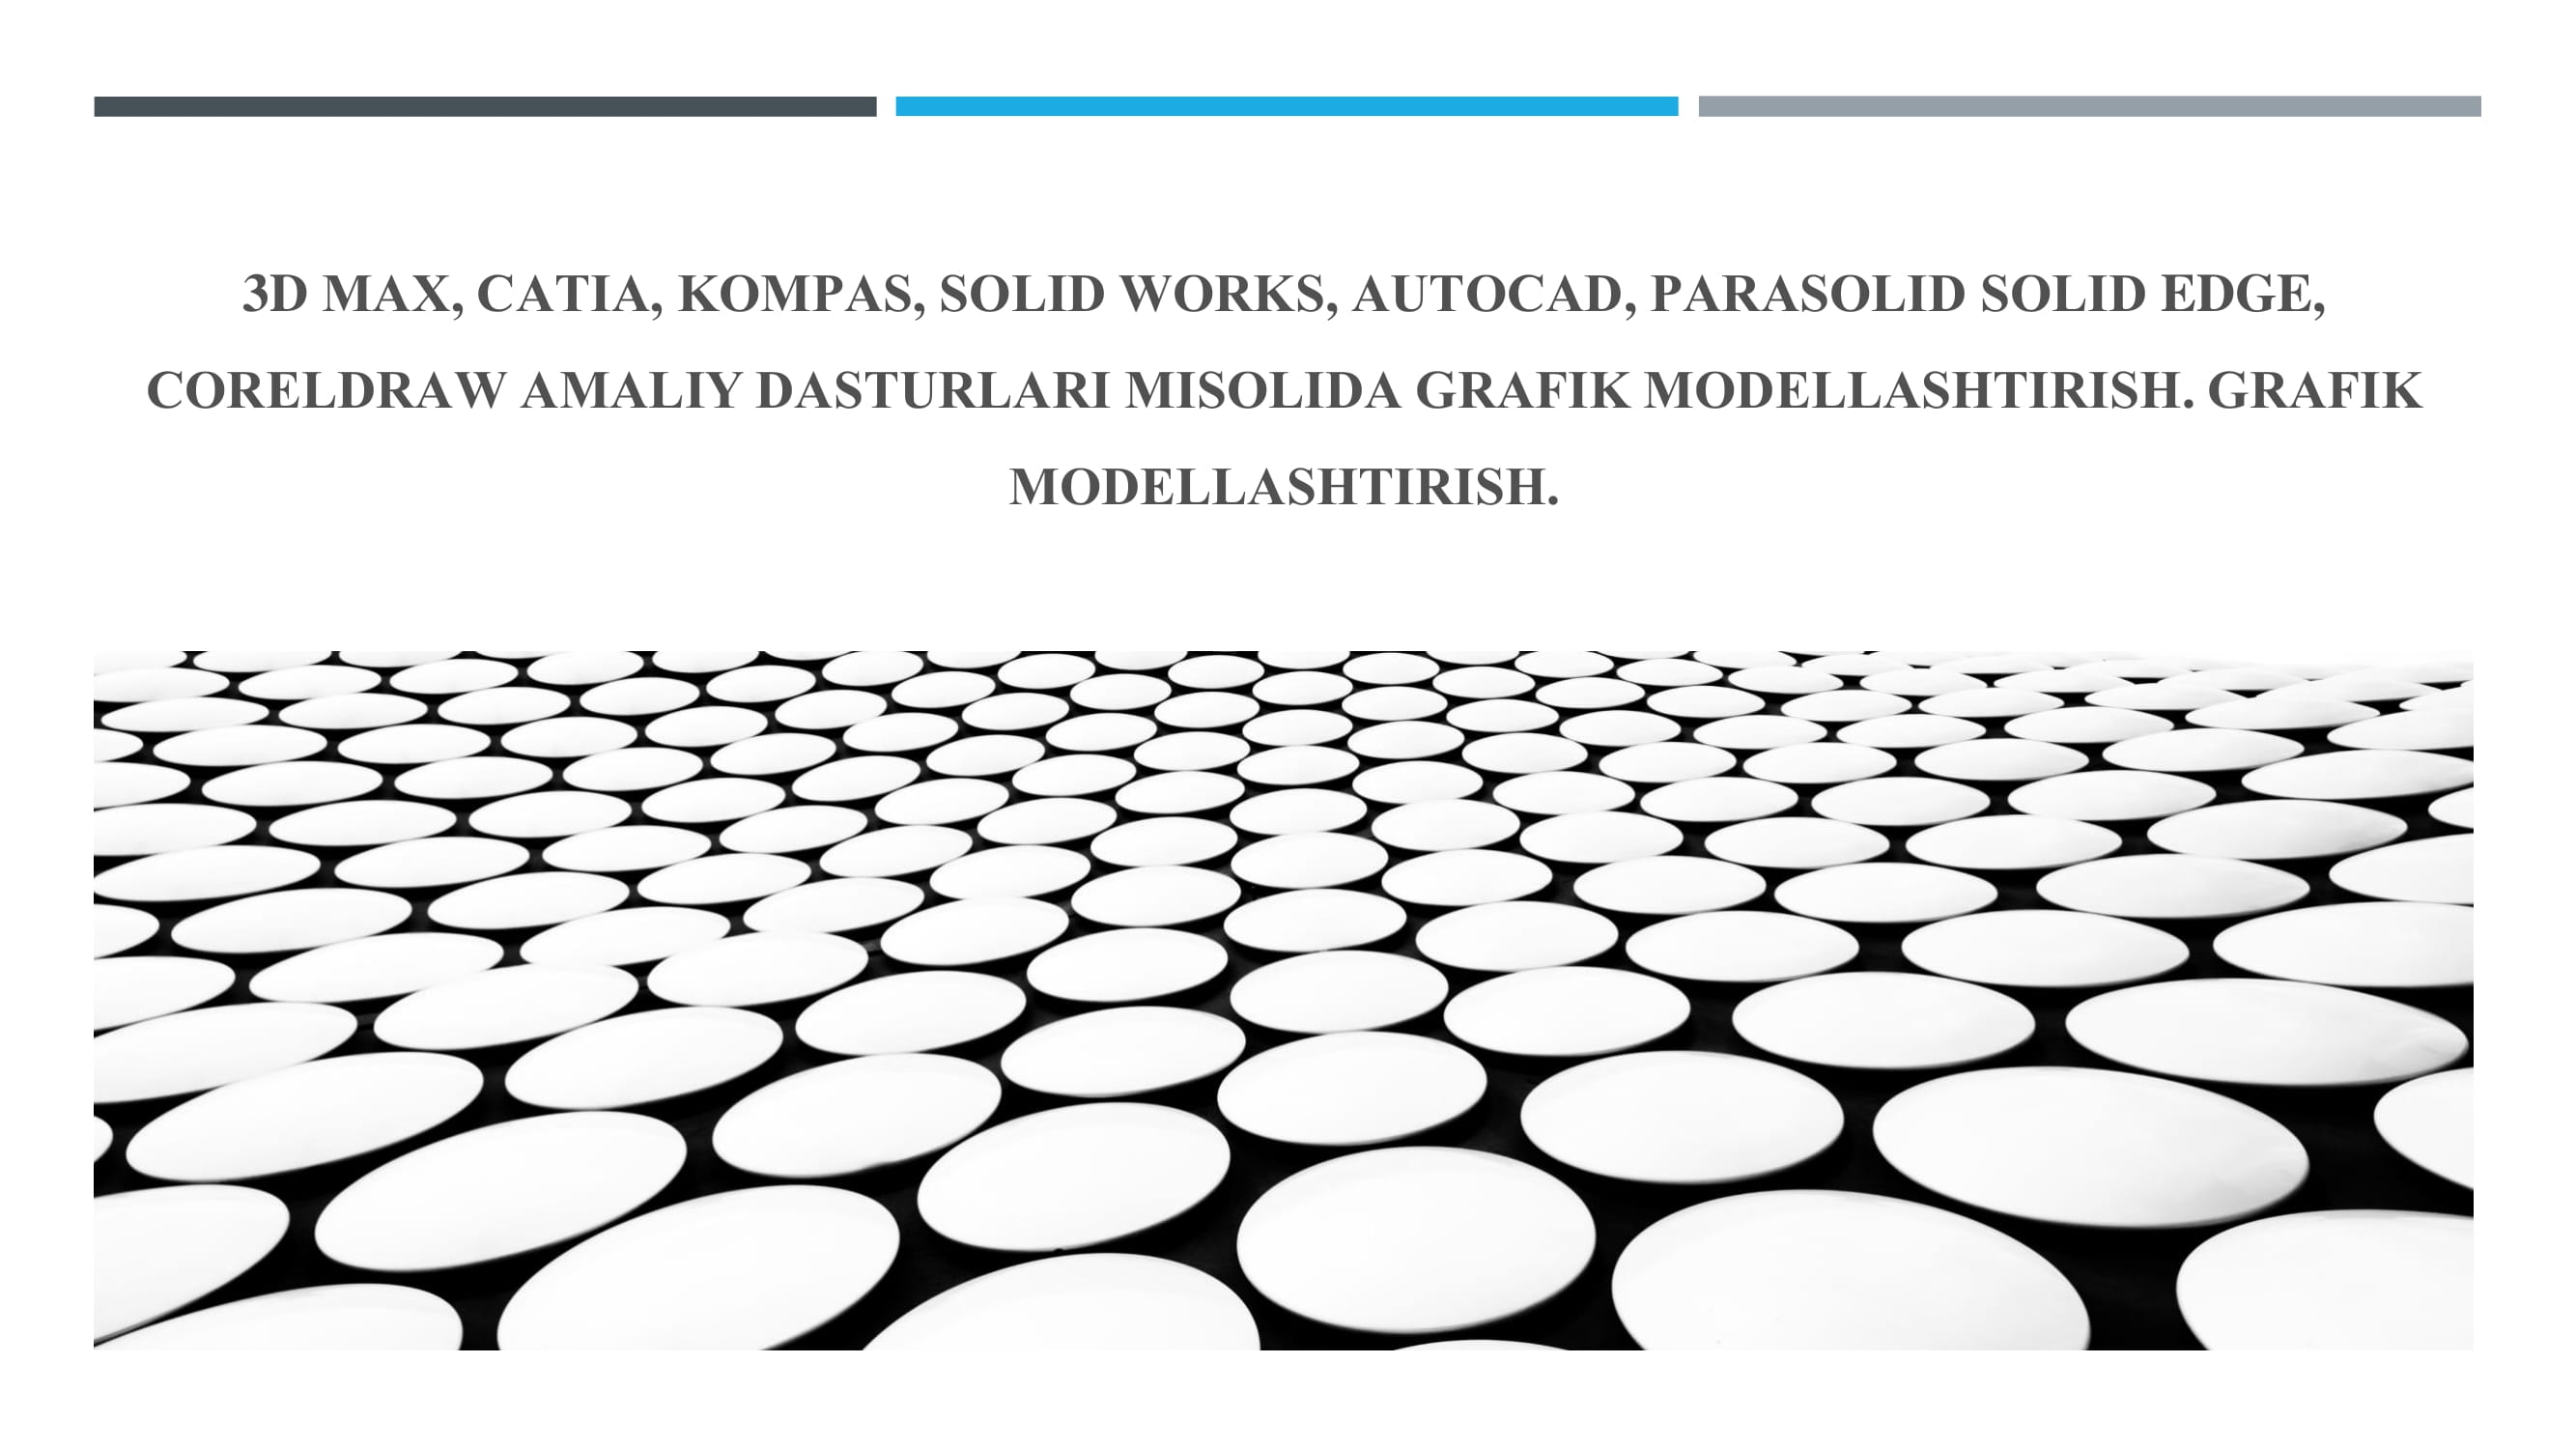 3D MAX, CATIA, KOMPAS, SOLID WORKS, AUTOCAD, PARASOLID SOLID EDGE,
CORELDRAW AMALIY DASTURLARI MISOLIDA GRAFIK MODELLASHTIRISH. GRAFIK
MODELLASHTIRISH.